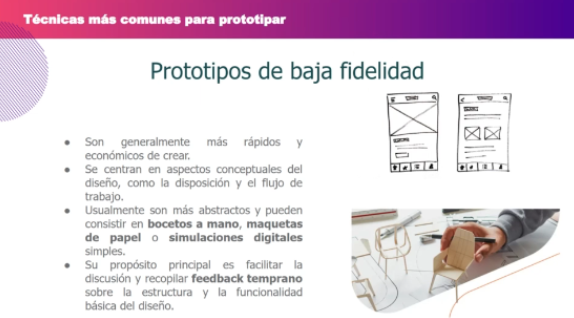 Técnicas más comunes para prototipar
Prototipos de baja fidelidad
● Son generalmente más rápidos y
económicos de crear.
● Se centran en aspectos conceptuales del
diseño, como la disposición y el flujo de
trabajo.
● Usualmente son más abstractos y pueden
consistir en bocetos a mano, maquetas
de papel o simulaciones digitales
simples.
● Su propósito principal es facilitar la
discusión y recopilar feedback temprano
sobre la estructura y la funcionalidad
básica del diseño.